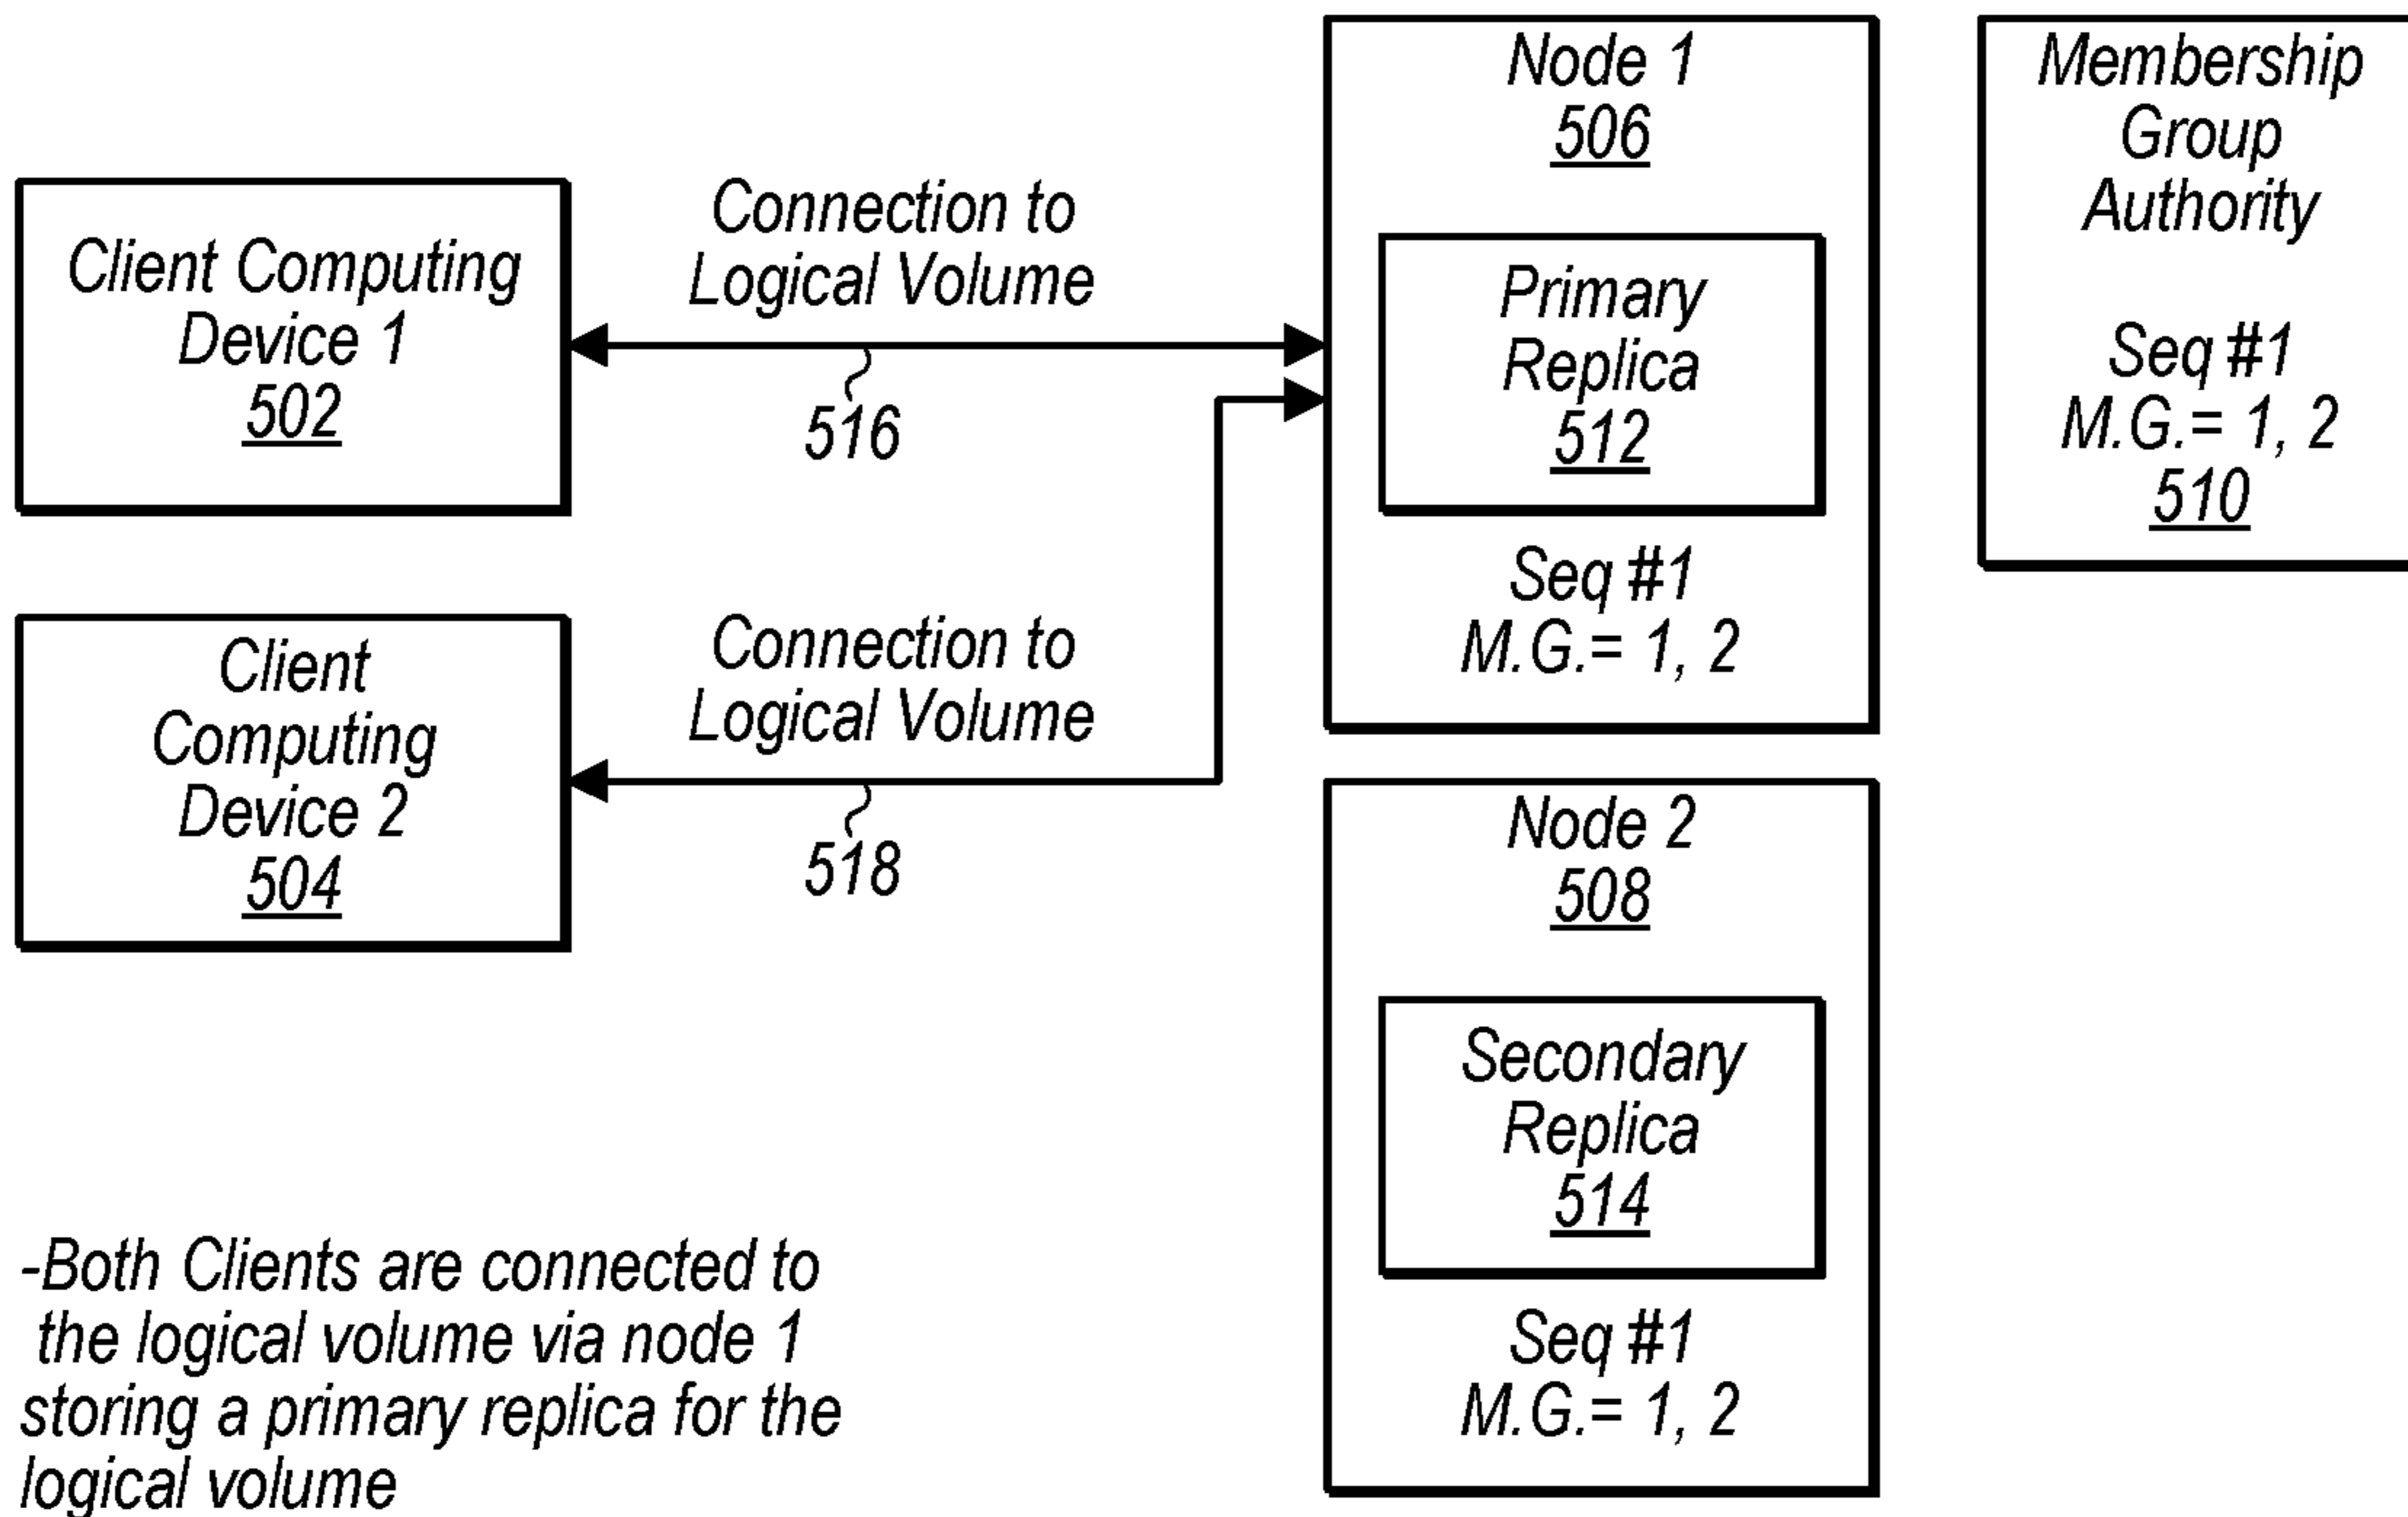 Client Computing
Device 1
502
Connection to
Logical Volume
516
Client
Computing
Device 2
504
Connection to
Logical Volume
518
Node 1
506
Primary
Replica
512
Seq #1
M.G.= 1, 2
Node 2
508
Secondary
Replica
514
Seq #1
M.G.= 1, 2
Membership
Group
Authority
Seq #1
M.G.= 1, 2
510
-Both Clients are connected to
the logical volume via node 1
storing a primary replica for the
logical volume